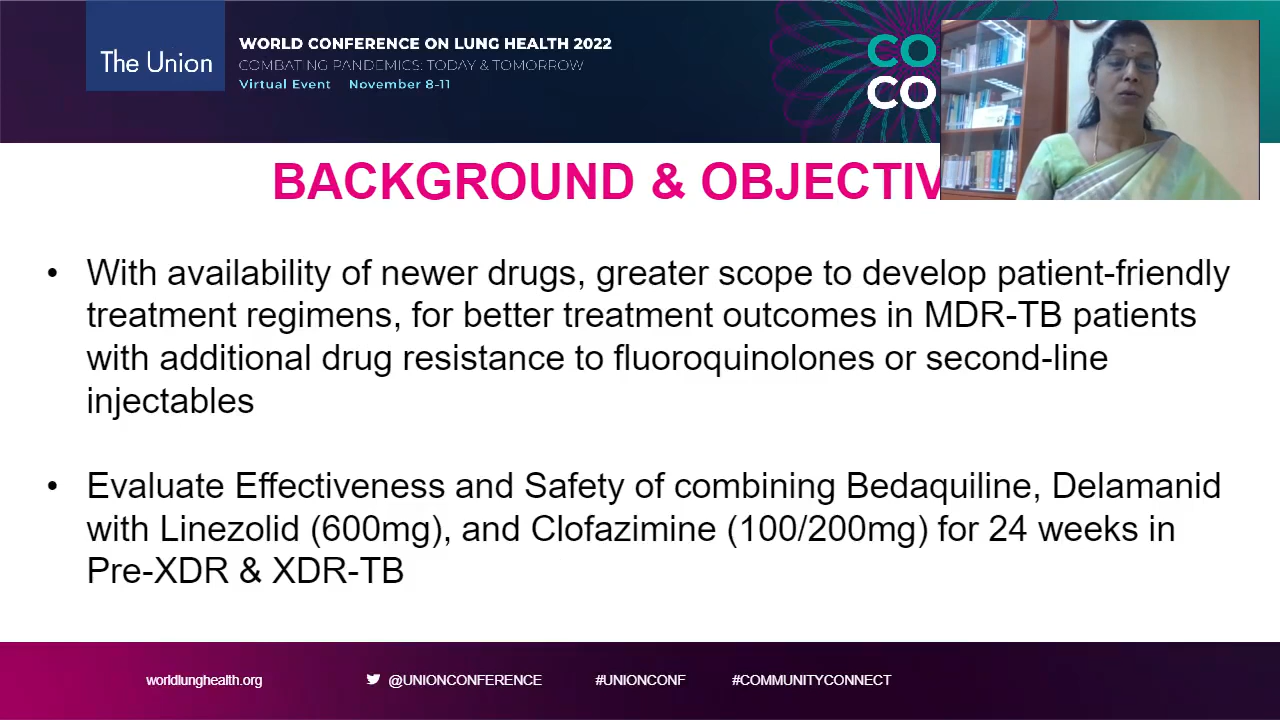 The Union
WORLD CONFERENCE ON LUNG HEALTH 2022
COMBATING PANDEMICS: TODAY & TOMORROW
Virtual Event November 8-11
CO
CO
BACKGROUND & OBJECTIV
• With availability of newer drugs, greater scope to develop patient-friendly
treatment regimens, for better treatment outcomes in MDR-TB patients
with additional drug resistance to fluoroquinolones or second-line
injectables
• Evaluate Effectiveness and Safety of combining Bedaquiline, Delamanid
with Linezolid (600mg), and Clofazimine (100/200mg) for 24 weeks in
Pre-XDR & XDR-TB
worldlunghealth.org @UNIONCONFERENCE #UNIONCONF #COMMUNITYCONNECT